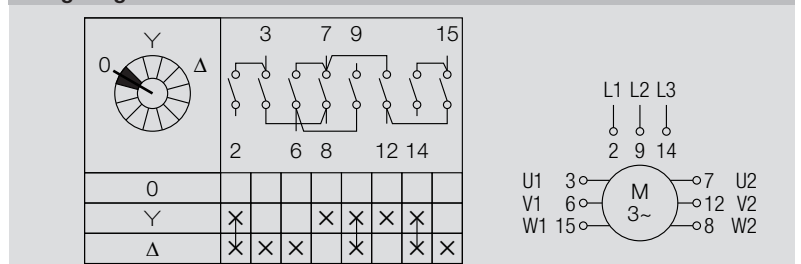 Y
0 Δ
3 7 9 15
2 6 8 12 14
0
Y × × × × ×
Δ × × × × × ×
L1 L2 L3
2 9 14
U1 3 7 U2
V1 6 12 V2
W1 15 8 W2
M
3~